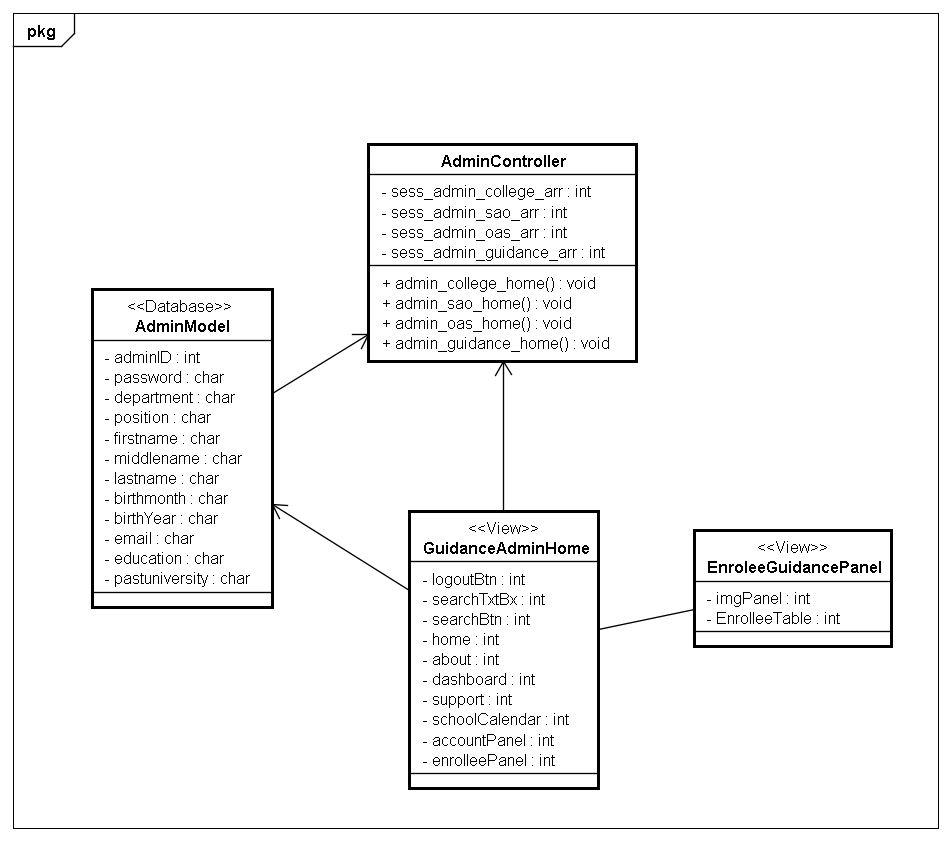 pkg
AdminController
- sess_admin_college_arr : int
- sess_admin_sao_arr : int
- sess_admin_oas_arr : int
- sess_admin_guidance_arr : int
+ admin_college_home() : void
+ admin_sao_home() : void
+ admin_oas_home() : void
+ admin_guidance_home() : void
<<Database>>
AdminModel
- adminID : int
- password : char
- department : char
- position : char
- firstname : char
- middlename : char
- lastname : char
- birthmonth : char
- birthYear : char
- email : char
- education : char
- pastuniversity : char
<<View>>
GuidanceAdminHome
- logoutBtn : int
- searchTxtBx : int
- searchBtn : int
- home : int
- about : int
- dashboard : int
- support : int
- schoolCalendar : int
- accountPanel : int
- enrolleePanel : int
<<View>>
EnroleeGuidancePanel
- imgPanel : int
- EnrolleeTable : int